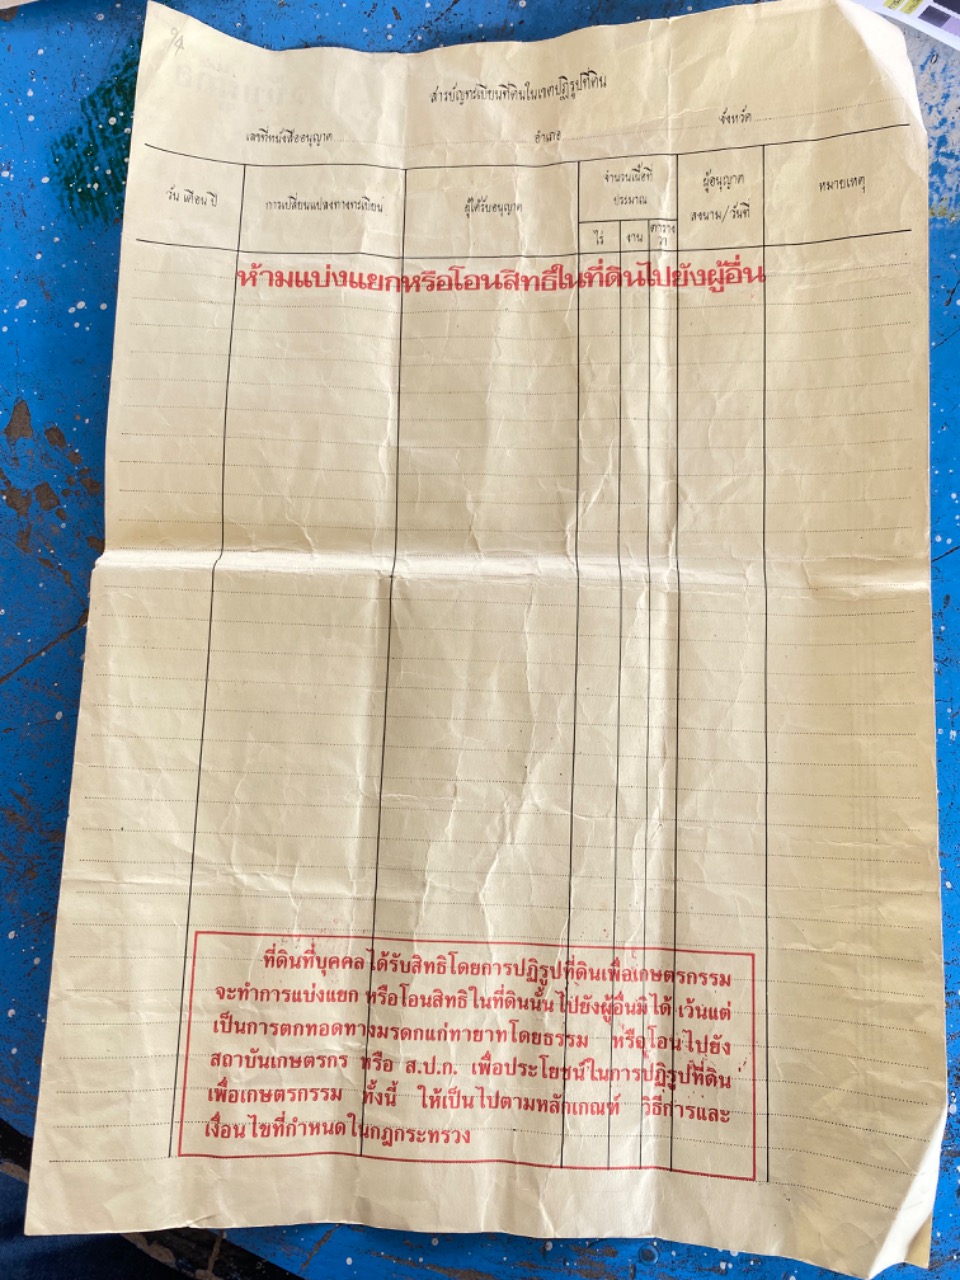 สารบัญทะเบียนที่ดินในเขตปฏิรูปที่ดิน
เลขที่หนังสืออนุญาต อำเภอ จังหวัด
วัน เดือน ปี
การเปลี่ยนแปลงทางทะเบียน
ผู้ได้รับอนุญาต
จำนวนเนื้อที่
ประมาณ
ไร่ งาน ตาราง
วา
ผู้อนุญาต
ลงนาม/วันที่
หมายเหตุ
ห้ามแบ่งแยกหรือโอนสิทธิในที่ดินไปยังผู้อื่น
ที่ดินที่บุคคลได้รับสิทธิโดยการปฏิรูปที่ดินเพื่อเกษตรกรรม
จะทำการแบ่งแยก หรือโอนสิทธิในที่ดินนั้นไปยังผู้อื่นมิได้ เว้นแต่
เป็นการตกทอดทางมรดกแก่ทายาทโดยธรรม หรือโอนไปยัง
สถาบันเกษตรกร หรือ ส.ป.ก. เพื่อประโยชน์ในการปฏิรูปที่ดิน
เพื่อเกษตรกรรม ทั้งนี้ ให้เป็นไปตามหลักเกณฑ์ วิธีการและ
เงื่อนไขที่กำหนดในกฎกระทรวง